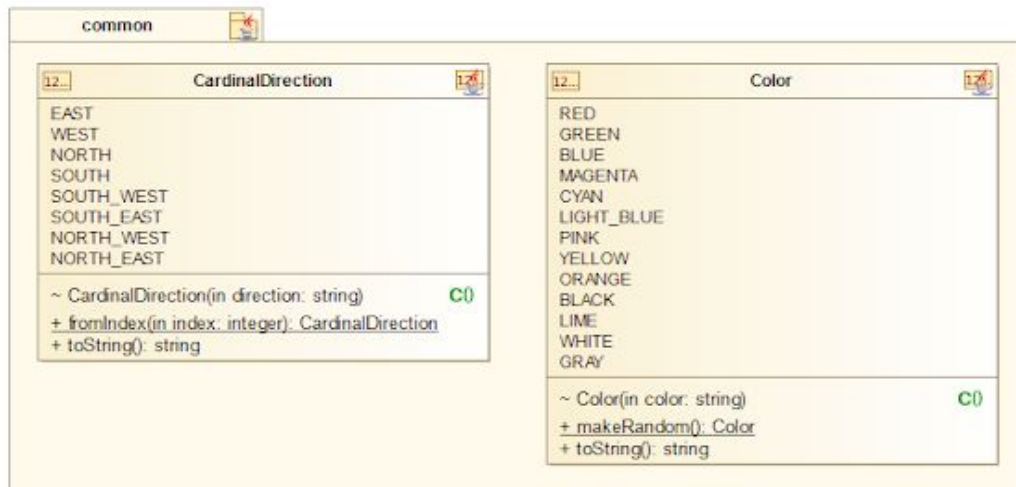 common
12...
CardinalDirection
EAST
WEST
NORTH
SOUTH
SOUTH_WEST
SOUTH_EAST
NORTH_WEST
NORTH_EAST
~ CardinalDirection(in direction: string) C()
+ fromIndex(in index: integer): CardinalDirection
+ toString(): string
12...
Color
RED
GREEN
BLUE
MAGENTA
CYAN
LIGHT_BLUE
PINK
YELLOW
ORANGE
BLACK
LIME
WHITE
GRAY
~ Color(in color: string) C()
+ makeRandom(): Color
+ toString(): string